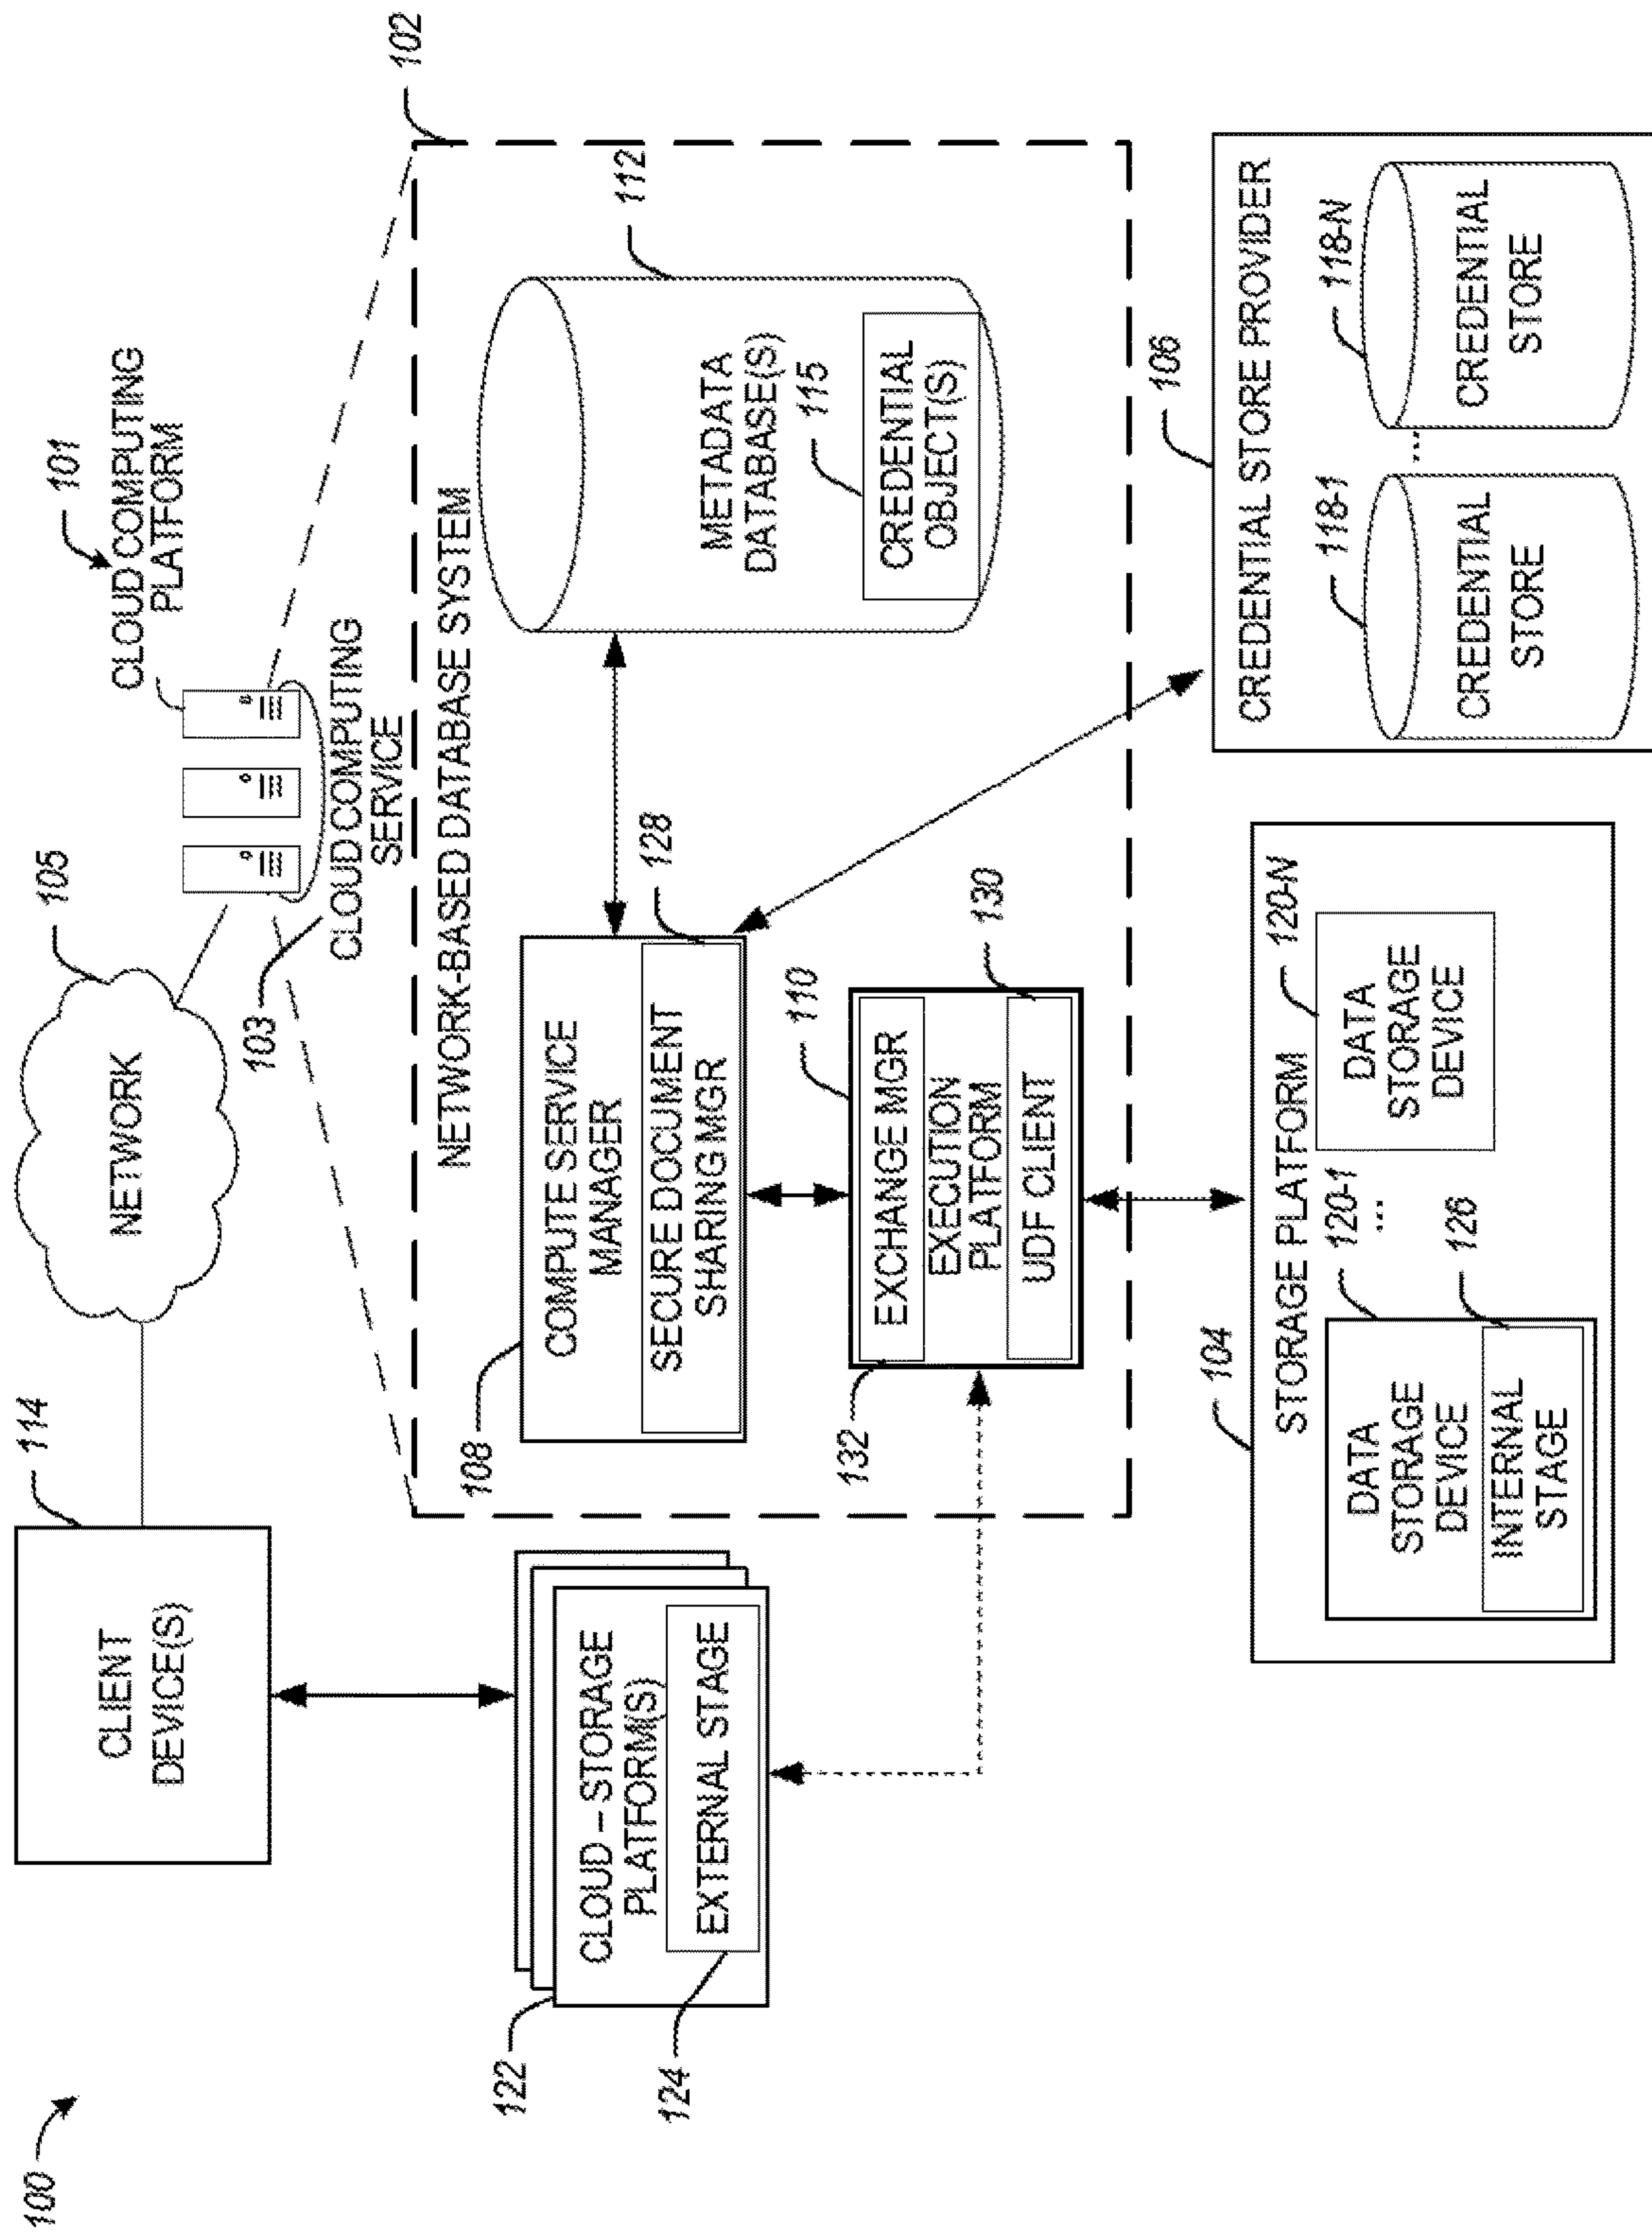 100
114
CLIENT
DEVICE(S)
NETWORK
105
101
CLOUD COMPUTING
PLATFORM
103
CLOUD COMPUTING
SERVICE
102
122
CLOUD – STORAGE
PLATFORM(S)
EXTERNAL STAGE
124
NETWORK-BASED DATABASE SYSTEM
108
COMPUTE SERVICE
MANAGER
SECURE DOCUMENT
SHARING MGR
128
112
METADATA
DATABASE(S)
115
CREDENTIAL
OBJECT(S)
132
110
EXCHANGE MGR
EXECUTION
PLATFORM
UDF CLIENT
130
104
STORAGE PLATFORM
120-1
...
120-N
DATA
STORAGE
DEVICE
INTERNAL
STAGE
126
DATA
STORAGE
DEVICE
106
CREDENTIAL STORE PROVIDER
118-1
...
118-N
CREDENTIAL
STORE
CREDENTIAL
STORE